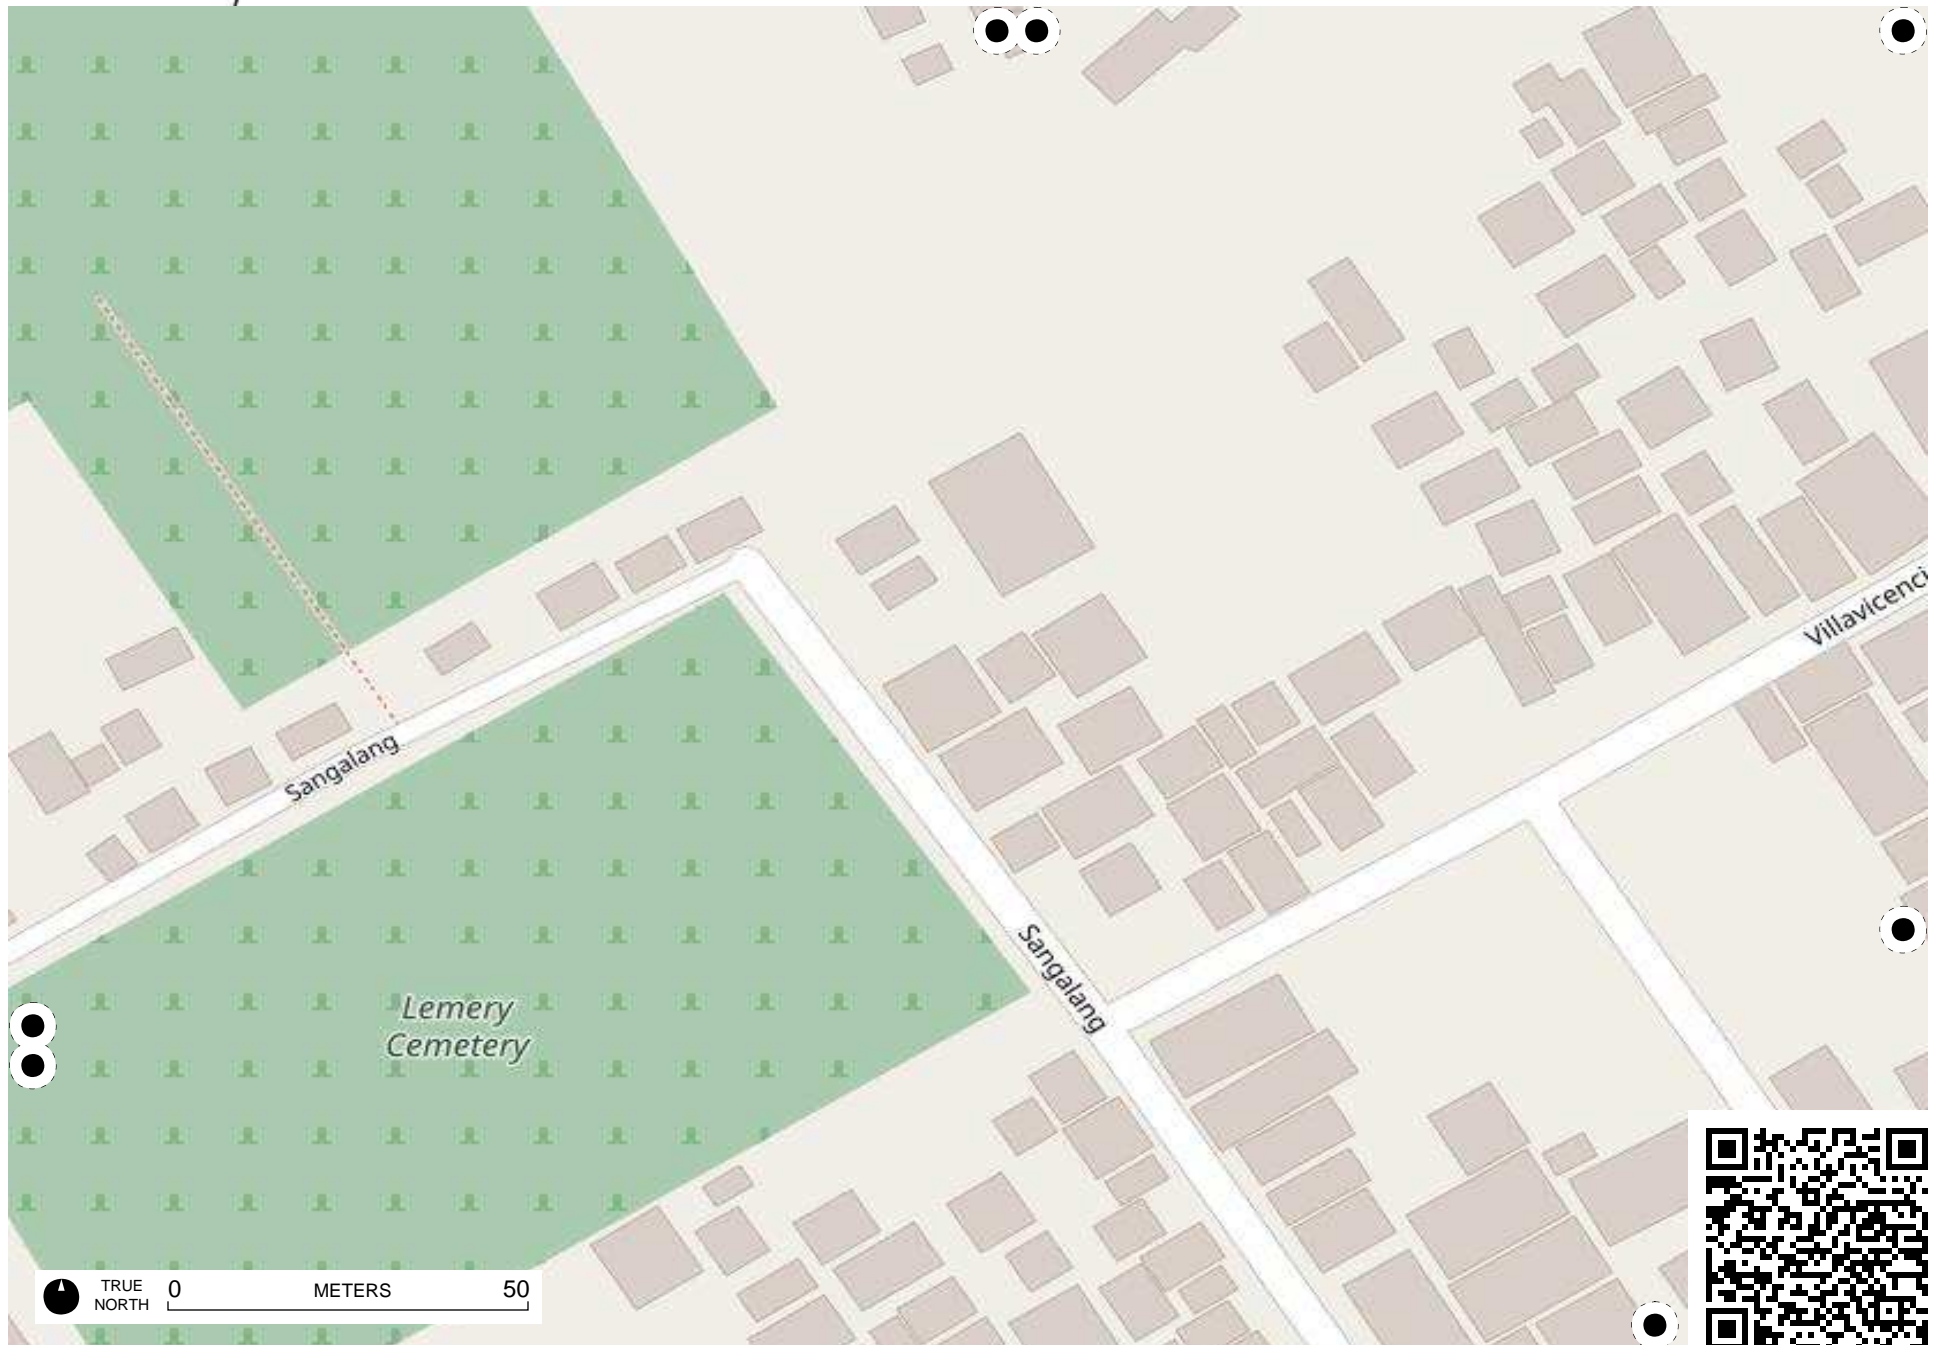 Sangalang
Villavicenci
Sangalang
Lemery
Cemetery
TRUE
NORTH
0 METERS 50